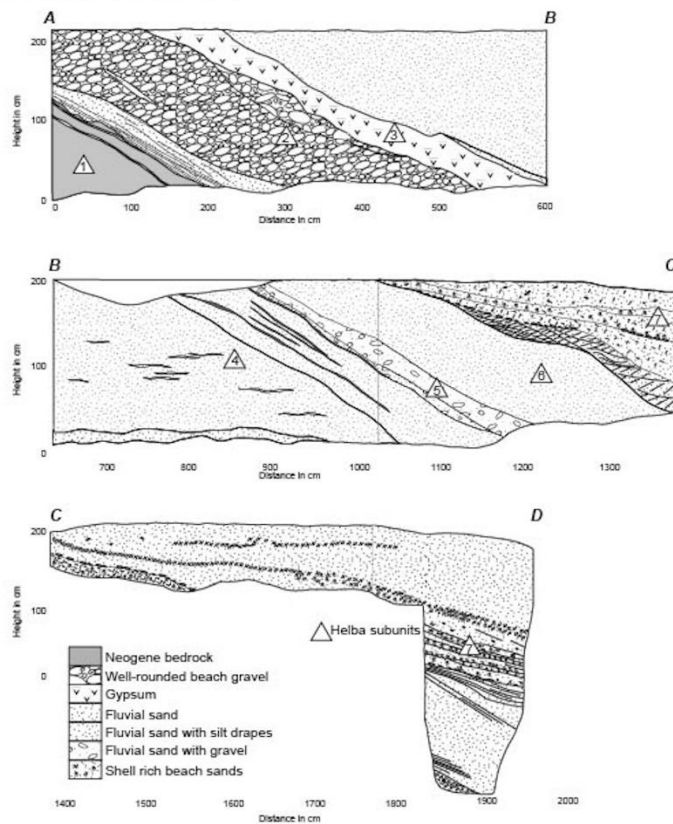 A B
200
100
0
Height in cm
1 2 3
0 100 200 300 400 500 600
Distance in cm
B C
200
100
0
Height in cm
4 5 6
700 800 900 1000 1100 1200 1300
Distance in cm
C D
200
100
0
Height in cm
Helba subunits
7
Neogene bedrock
Well-rounded beach gravel
Gypsum
Fluvial sand
Fluvial sand with silt drapes
Fluvial sand with gravel
Shell rich beach sands
1400 1500 1600 1700 1800 1900 2000
Distance in cm